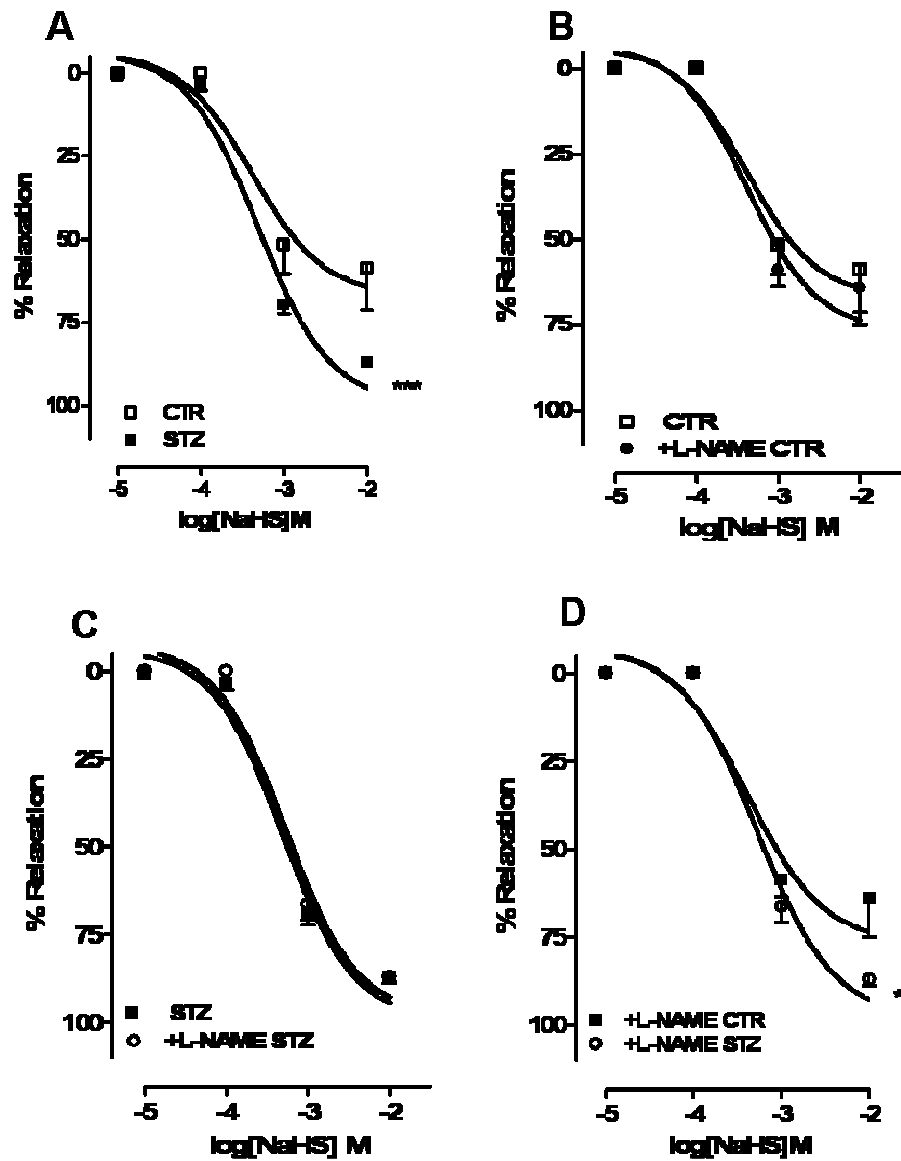 A
% Relaxation
0
25
50
75
100
***
CTR
STZ
-5 -4 -3 -2
log[NaHS]M
B
% Relaxation
0
25
50
75
100
CTR
+L-NAME CTR
-5 -4 -3 -2
log[NaHS] M
C
% Relaxation
0
25
50
75
100
STZ
+L-NAME STZ
-5 -4 -3 -2
log[NaHS] M
D
% Relaxation
0
25
50
75
100
*
+L-NAME CTR
+L-NAME STZ
-5 -4 -3 -2
log[NaHS]M